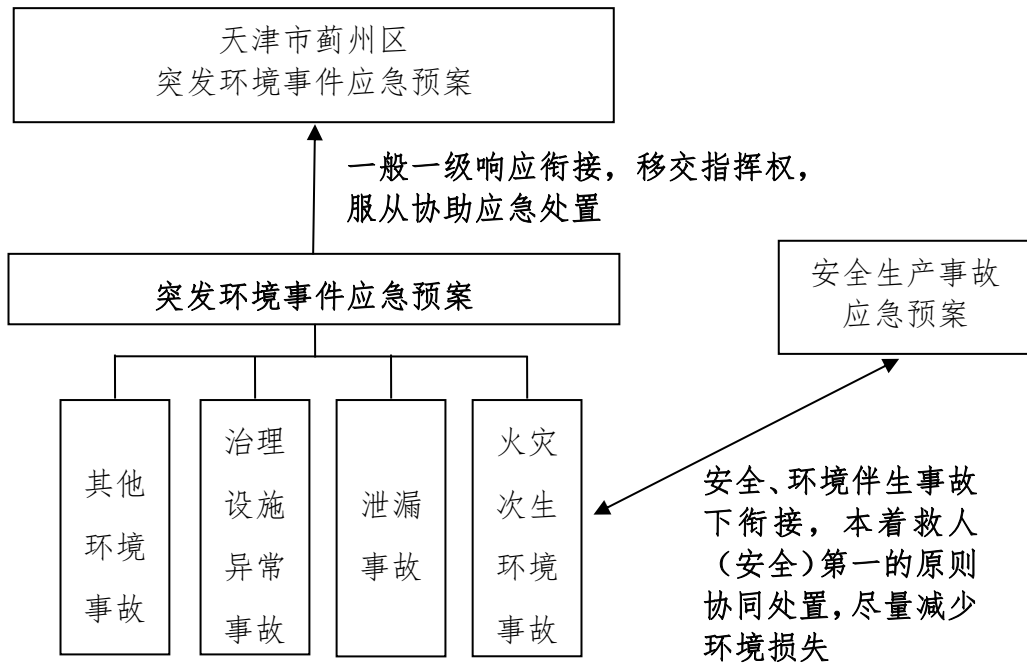 天津市蓟州区
突发环境事件应急预案
一般一级响应衔接，移交指挥权，
服从协助应急处置
突发环境事件应急预案
安全生产事故
应急预案
其他
环境
事故
治理
设施
异常
事故
泄漏
事故
火灾
次生
环境
事故
安全、环境伴生事故
下衔接，本着救人
（安全）第一的原则
协同处置，尽量减少
环境损失